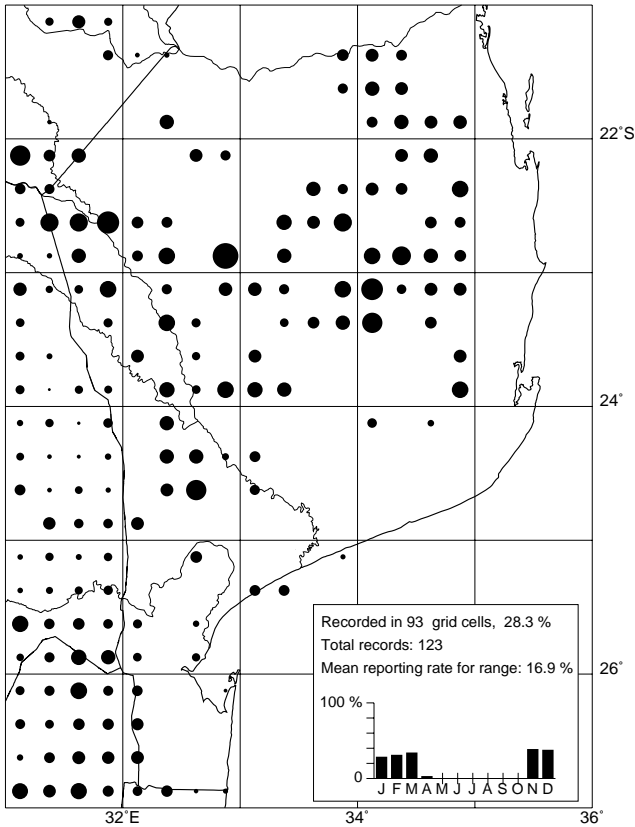 22°S
24°
Recorded in 93 grid cells, 28.3 %
Total records: 123
Mean reporting rate for range: 16.9 %
26°
100 %
0
J F M A M J J A S O N D
32°E
34°
36°